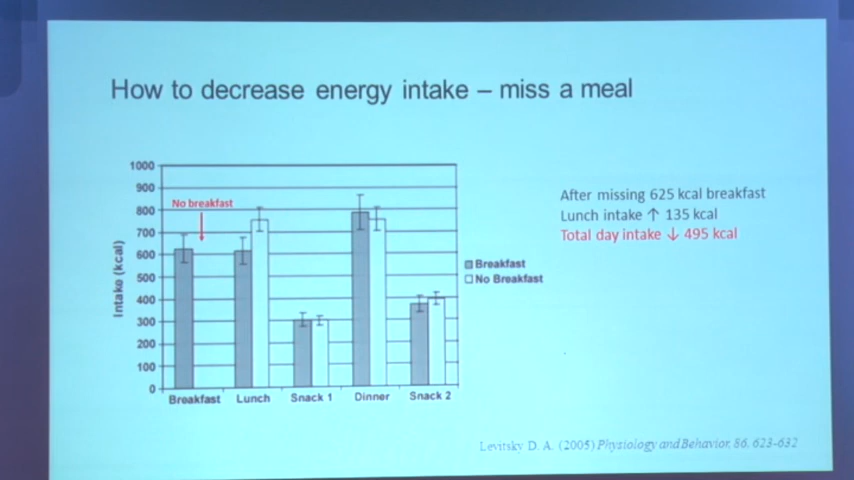 How to decrease energy intake – miss a meal
1000
900
800
700
600
500
400
300
200
100
0
Intake (kcal)
No breakfast
Breakfast
Lunch
Snack 1
Dinner
Snack 2
Breakfast
No Breakfast
After missing 625 kcal breakfast
Lunch intake ↑ 135 kcal
Total day intake ↓ 495 kcal
Levitsky D. A. (2005) Physiology and Behavior, 86. 623-632